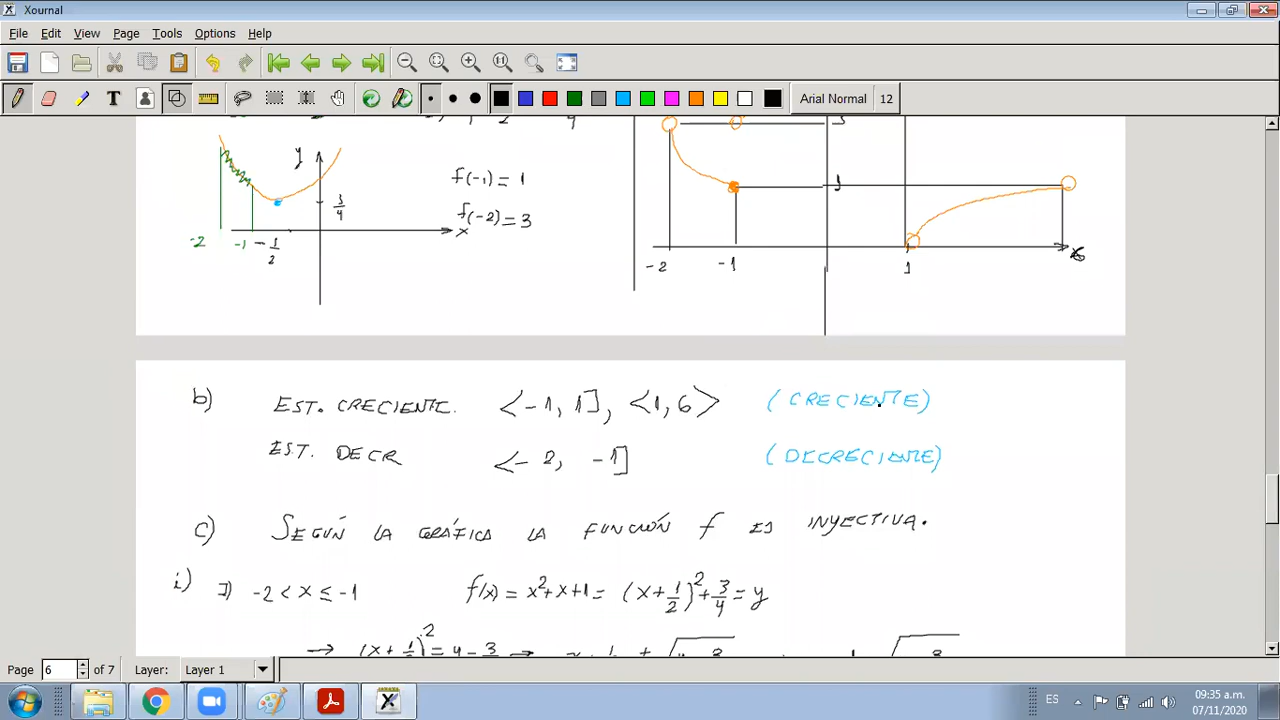 Xournal
File Edit View Page Tools Options Help
Arial Normal 12
y
f(-1) = 1
3/4
f(-2) = 3
x
-2 -1 -1/2
3
1
-2 -1 1 6
b) EST. CRECIENTE. <-1, 1], <1, 6> (CRECIENTE)
EST. DECR <-2, -1] (DECRECIENTE)
c) SEGÚN LA GRÁFICA LA FUNCIÓN f ES INYECTIVA.
i) I) -2 < x ≤ -1 f(x) = x²+x+1 = (x+1/2)²+3/4 = y
Page 6 of 7 Layer: Layer 1
ES 09:35 a.m.
07/11/2020